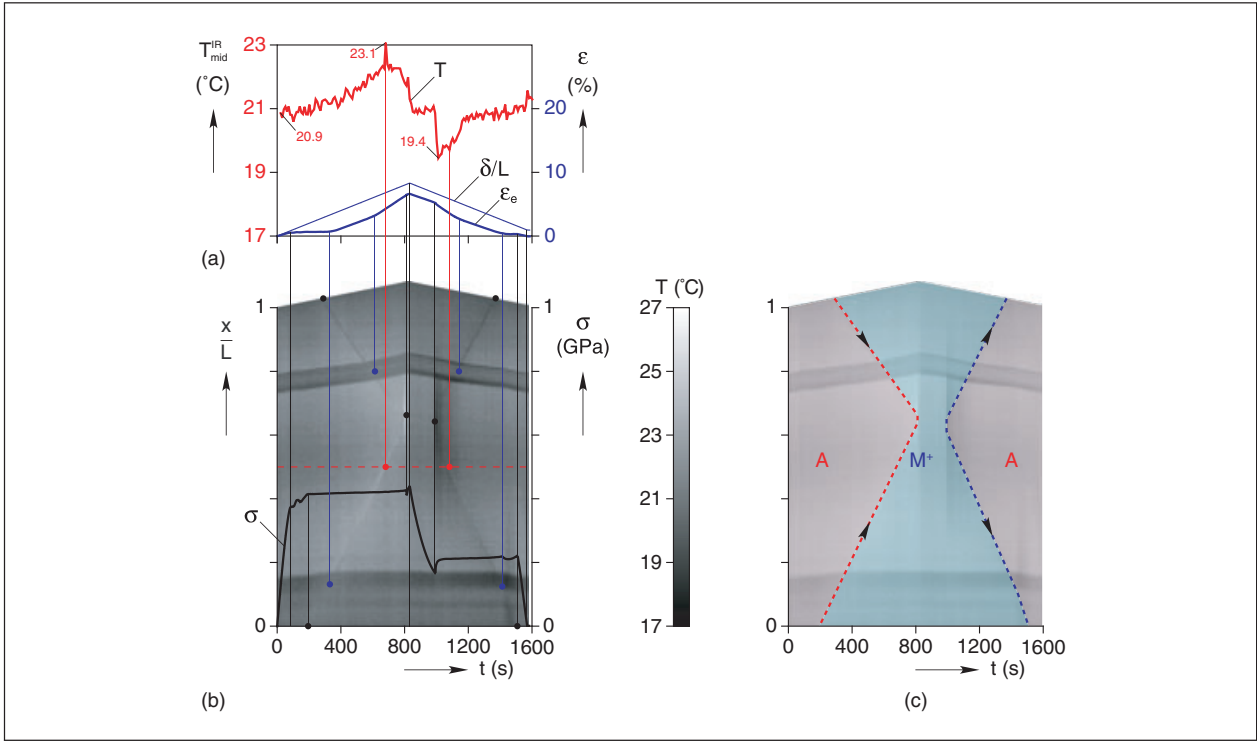 T^IR_mid
(°C)
23
21
19
17
23.1
T
20.9
19.4
ε
(%)
20
10
0
δ/L
ε_e
(a)
x/L
1
0
σ
σ
(GPa)
1
0
0 400 800 1200 1600
t (s)
(b)
T (°C)
27
25
23
21
19
17
1
0
A
M⁺
A
0 400 800 1200 1600
t (s)
(c)